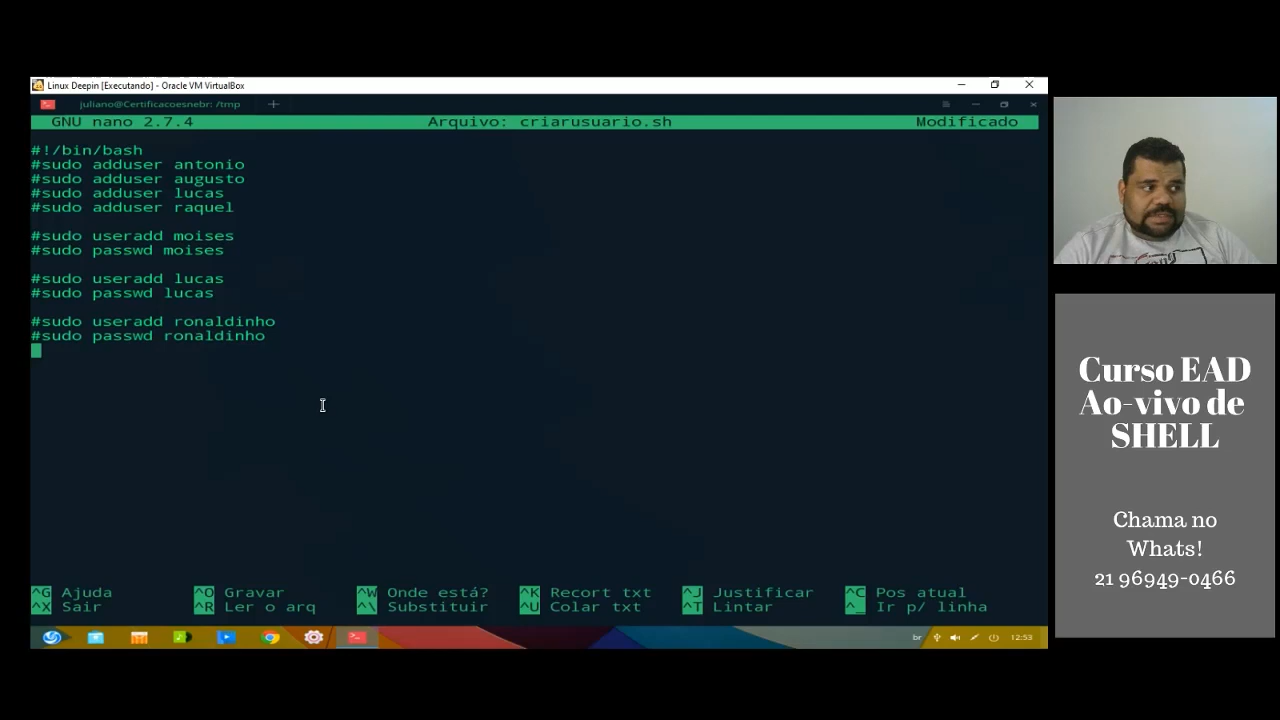 Linux Deepin [Executando] - Oracle VM VirtualBox
juliano@Certificacoesnebr: /tmp
GNU nano 2.7.4 Arquivo: criarusuario.sh Modificado
#!/bin/bash
#sudo adduser antonio
#sudo adduser augusto
#sudo adduser lucas
#sudo adduser raquel
#sudo useradd moises
#sudo passwd moises
#sudo useradd lucas
#sudo passwd lucas
#sudo useradd ronaldinho
#sudo passwd ronaldinho
^G Ajuda ^O Gravar ^W Onde está? ^K Recort txt ^J Justificar ^C Pos atual
^X Sair ^R Ler o arq ^\ Substituir ^U Colar txt ^T Lintar ^_ Ir p/ linha
br 12:53
Curso EAD
Ao-vivo de
SHELL
Chama no
Whats!
21 96949-0466